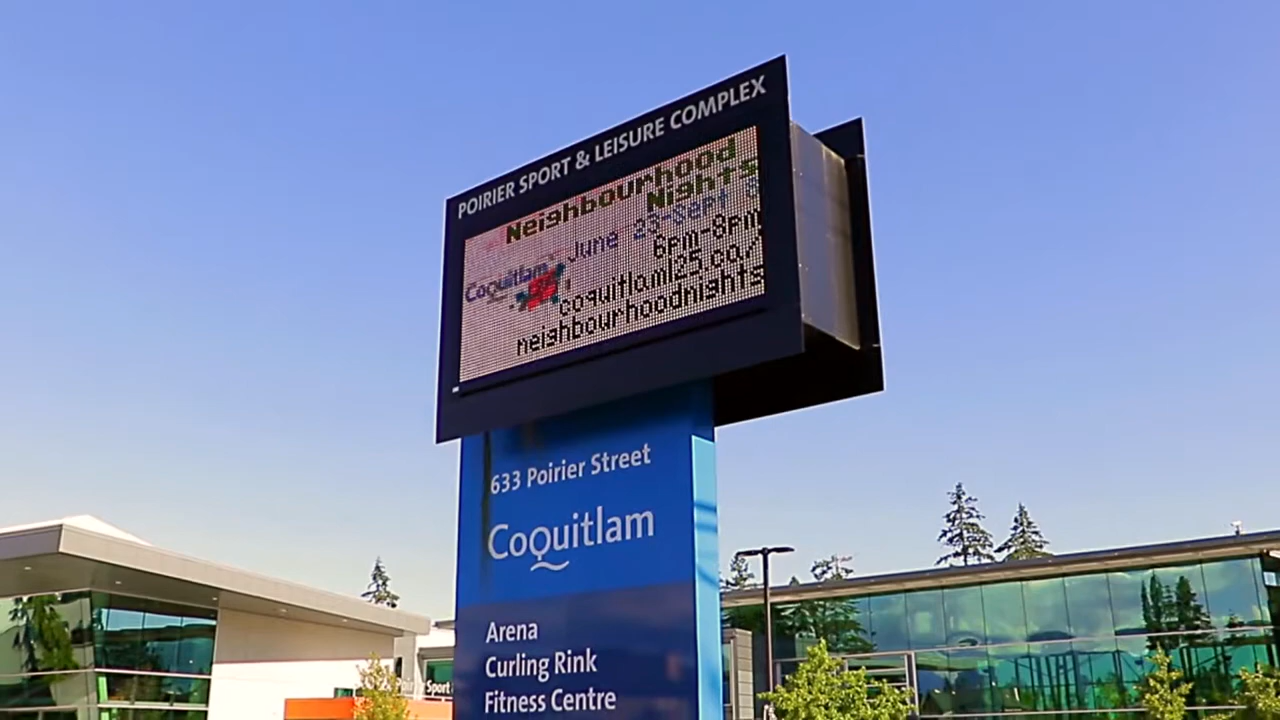 POIRIER SPORT & LEISURE COMPLEX
Neighbourhood
Nights
June 23-Sept
6pm-8pm
Coquitlam
coquitlam125.ca/
neighbourhoodnights
633 Poirier Street
Coquitlam
Arena
Curling Rink
Fitness Centre
Poirier Sport